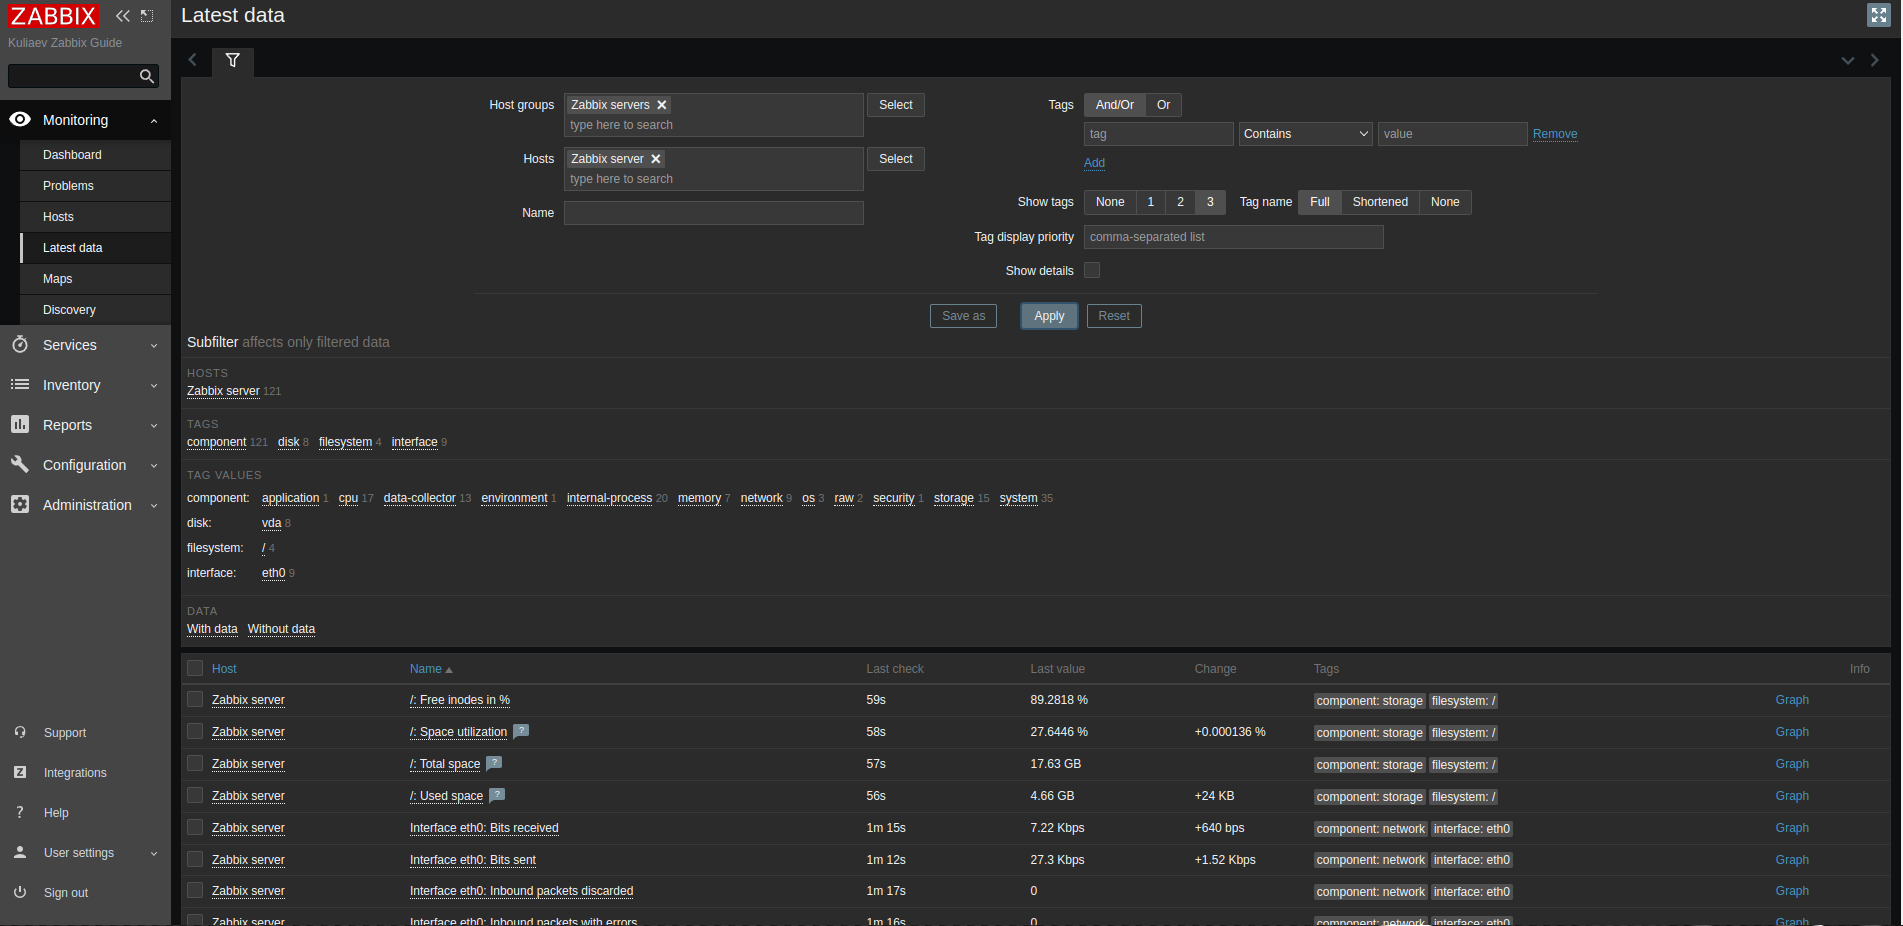 ZABBIX
Kuliaev Zabbix Guide
Monitoring
Dashboard
Problems
Hosts
Latest data
Maps
Discovery
Services
Inventory
Reports
Configuration
Administration
Support
Integrations
Help
User settings
Sign out
Latest data
Host groups Zabbix servers Select
type here to search
Hosts Zabbix server Select
type here to search
Name
Tags And/Or Or
tag Contains value Remove
Add
Show tags None 1 2 3 Tag name Full Shortened None
Tag display priority comma-separated list
Show details
Save as Apply Reset
Subfilter affects only filtered data
HOSTS
Zabbix server 121
TAGS
component 121 disk 8 filesystem 4 interface 9
TAG VALUES
component: application 1 cpu 17 data-collector 13 environment 1 internal-process 20 memory 7 network 9 os 3 raw 2 security 1 storage 15 system 35
disk: vda 8
filesystem: / 4
interface: eth0 9
DATA
With data Without data
Host Name Last check Last value Change Tags Info
Zabbix server /: Free inodes in % 59s 89.2818 % component: storage filesystem: / Graph
Zabbix server /: Space utilization ? 58s 27.6446 % +0.000136 % component: storage filesystem: / Graph
Zabbix server /: Total space ? 57s 17.63 GB component: storage filesystem: / Graph
Zabbix server /: Used space ? 56s 4.66 GB +24 KB component: storage filesystem: / Graph
Zabbix server Interface eth0: Bits received 1m 15s 7.22 Kbps +640 bps component: network interface: eth0 Graph
Zabbix server Interface eth0: Bits sent 1m 12s 27.3 Kbps +1.52 Kbps component: network interface: eth0 Graph
Zabbix server Interface eth0: Inbound packets discarded 1m 17s 0 component: network interface: eth0 Graph
Zabbix server Interface eth0: Inbound packets with errors 1m 16s 0 component: network interface: eth0 Graph